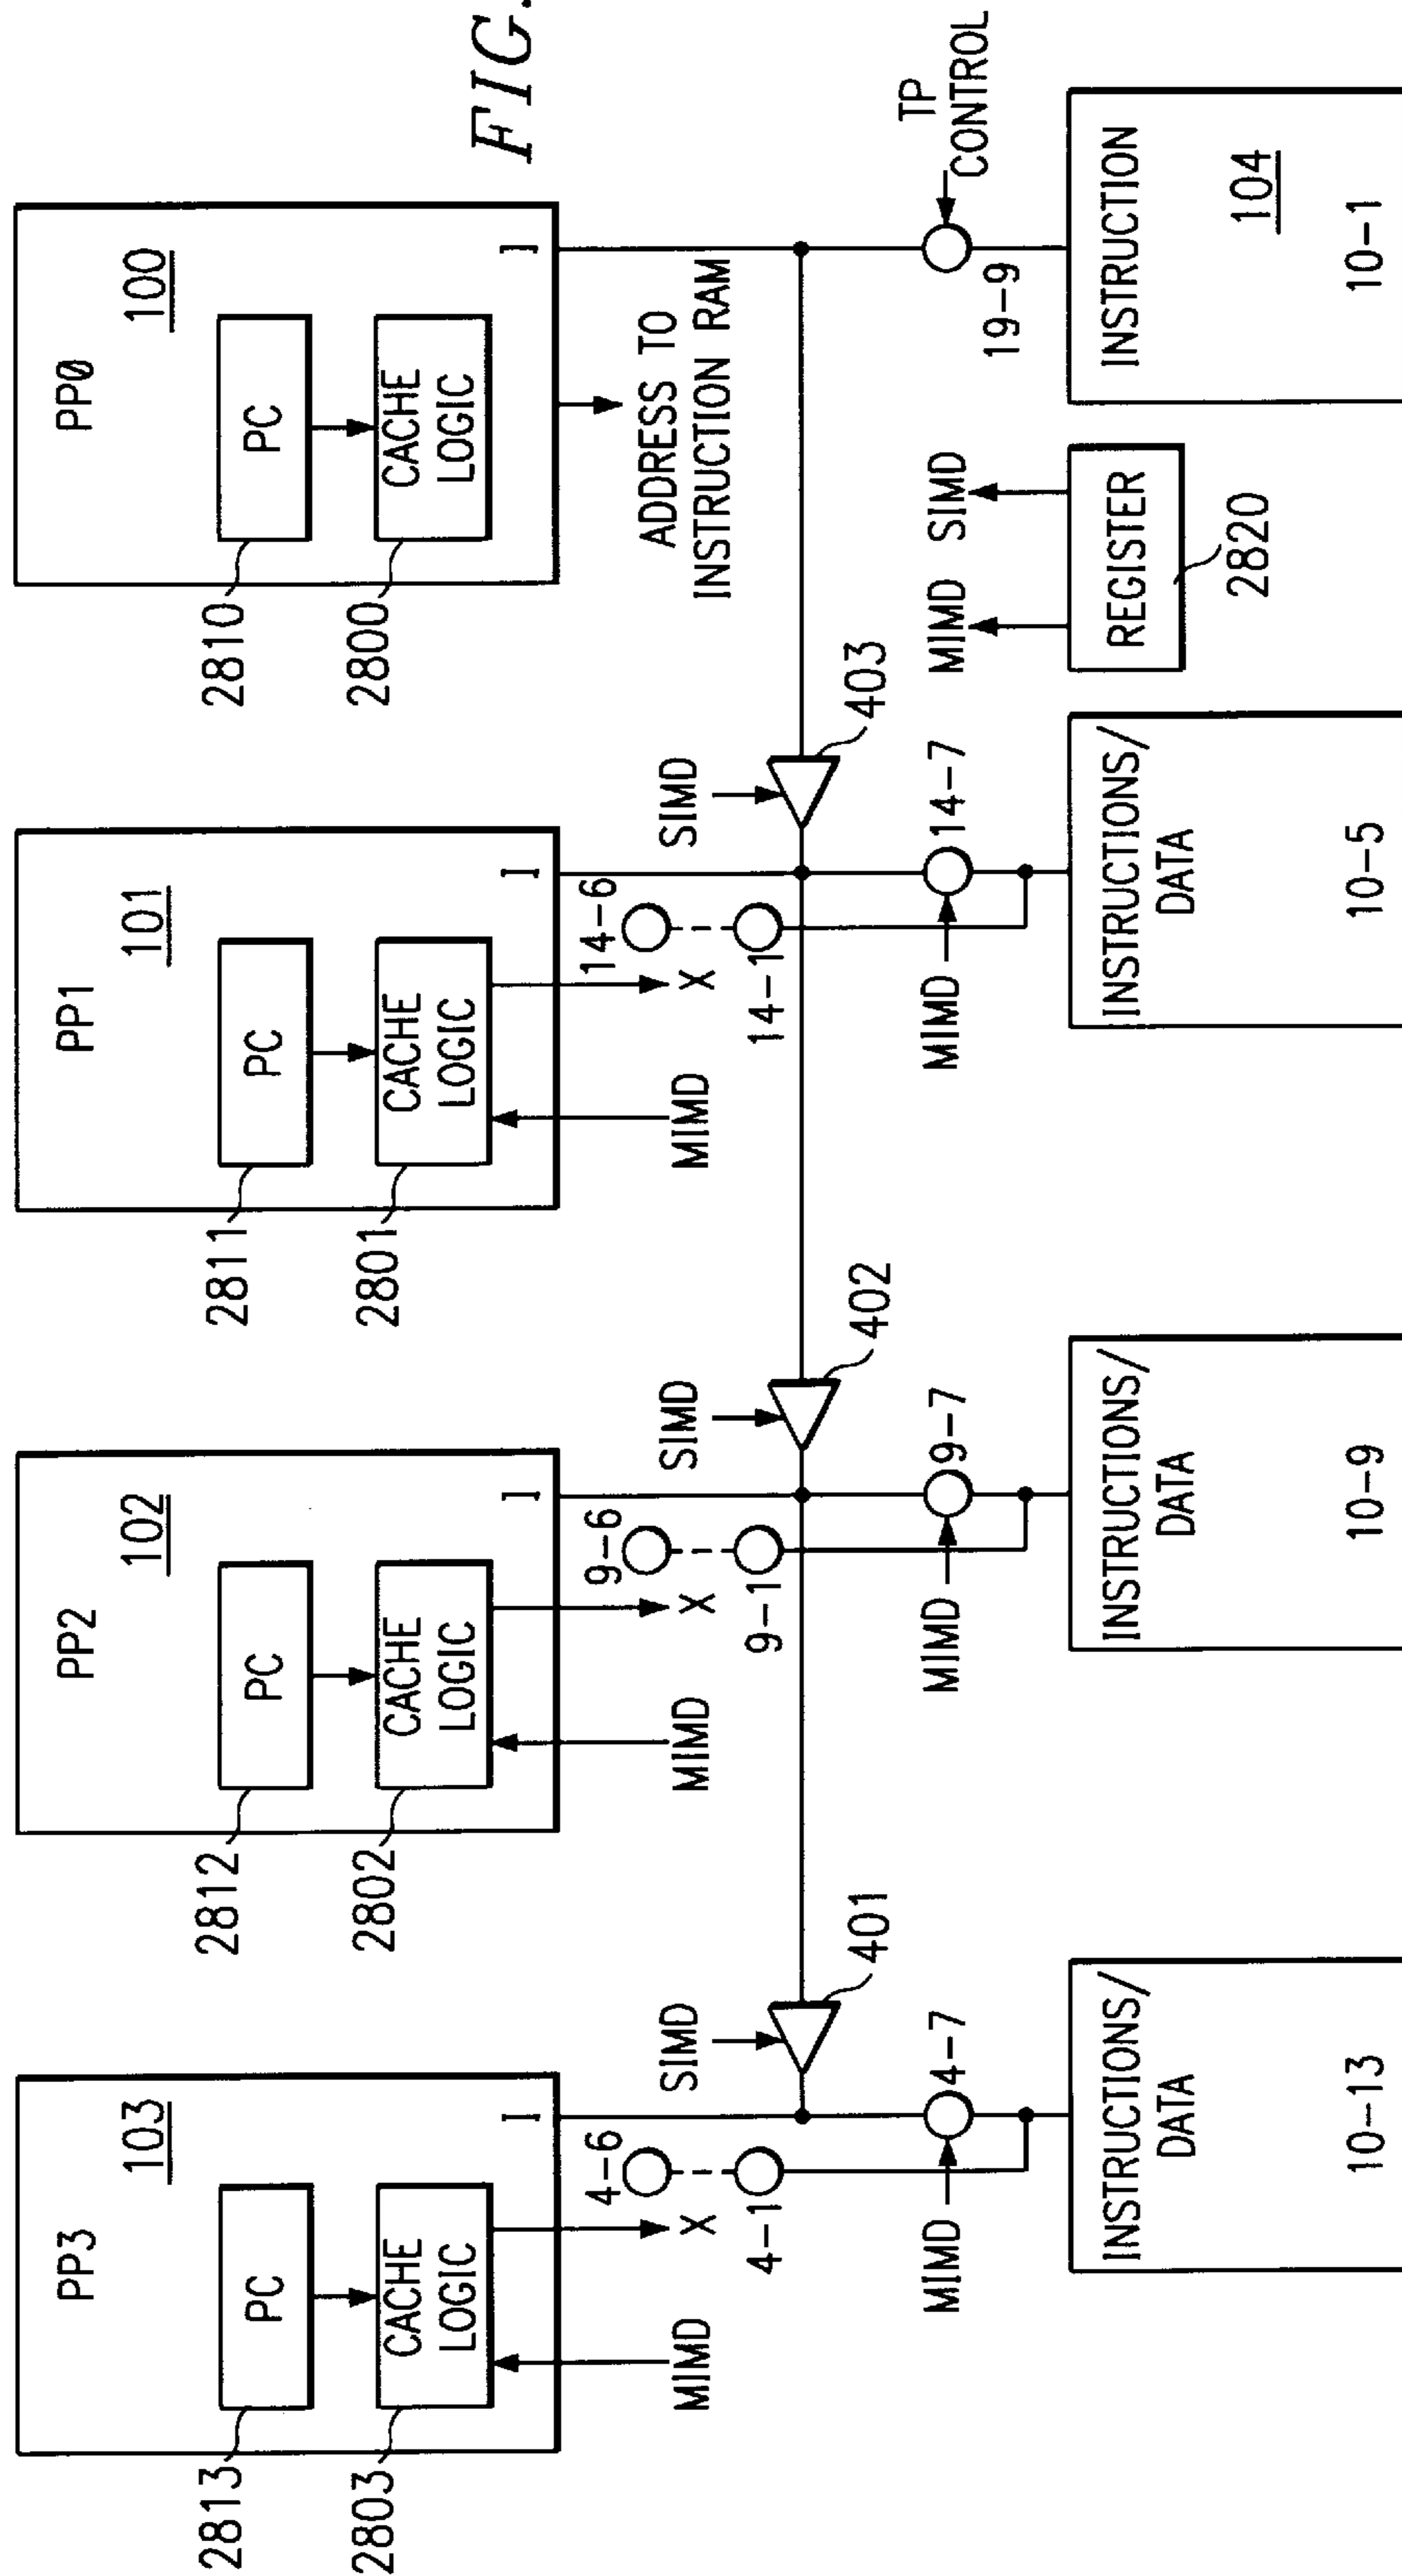 PP3
103
PC
CACHE
LOGIC
2813
2803
I
MIMD
X
4-6
4-1
SIMD
401
MIMD
4-7
INSTRUCTIONS/
DATA
10-13
PP2
102
PC
CACHE
LOGIC
2812
2802
I
MIMD
X
9-6
9-1
SIMD
402
MIMD
9-7
INSTRUCTIONS/
DATA
10-9
PP1
101
PC
CACHE
LOGIC
2811
2801
I
MIMD
X
14-6
14-1
SIMD
403
MIMD
14-7
INSTRUCTIONS/
DATA
10-5
PP0
100
PC
CACHE
LOGIC
2810
2800
I
ADDRESS TO
INSTRUCTION RAM
MIMD SIMD
REGISTER
2820
TP
CONTROL
19-9
INSTRUCTION
104
10-1
FIG.